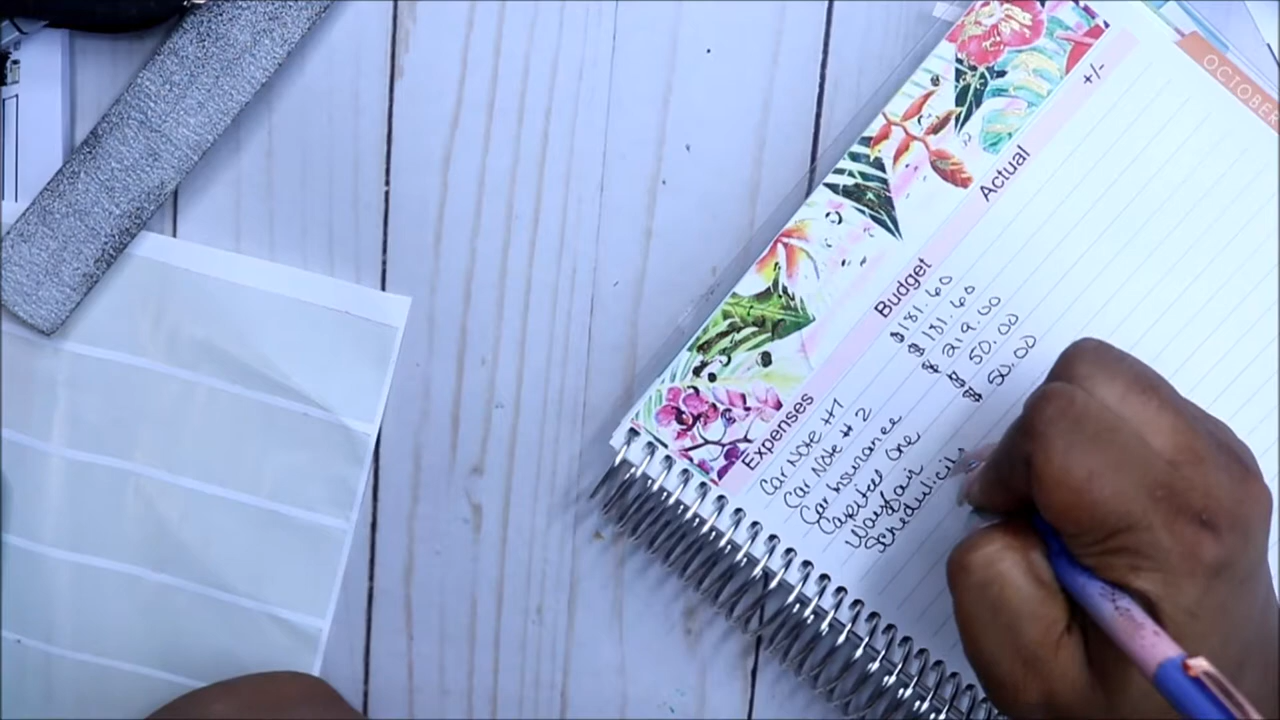 OCTOBER
Expenses Budget Actual +/-
Car Note #1 $181.60
Car Note #2 $181.60
Car Insurance $219.00
Capital One $50.00
Wayfair $50.00
Schedulicity